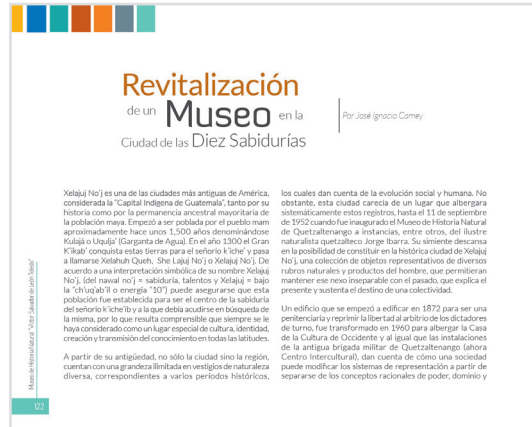 Revitalización
de un Museo en la
Ciudad de las Diez Sabidurías
Por José Ignacio Camey
Xelajuj No'j es una de las ciudades más antiguas de América,
considerada la "Capital Indígena de Guatemala", tanto por su
historia como por la permanencia ancestral mayoritaria de
la población maya. Empezó a ser poblada por el pueblo mam
aproximadamente hace unos 1,500 años denominándose
Kulajá o Uqulja' (Garganta de Agua). En el año 1300 el Gran
K'ikab' conquista estas tierras para el señorío k'iche' y pasa
a llamarse Xelahuh Queh, She Lajuj No'j o Xelajuj No'j. De
acuerdo a una interpretación simbólica de su nombre Xelajuj
No'j, (del nawal no'j = sabiduría, talentos y Xelajuj = bajo
la "ch'uq'ab'il o energía "10") puede asegurarse que esta
población fue establecida para ser el centro de la sabiduría
del señorío k'iche'ib y a la que debía acudirse en búsqueda de
la misma, por lo que resulta comprensible que siempre se le
haya considerado como un lugar especial de cultura, identidad,
creación y transmisión del conocimiento en todas las latitudes.
A partir de su antigüedad, no sólo la ciudad sino la región,
cuentan con una grandeza ilimitada en vestigios de naturaleza
diversa, correspondientes a varios periodos históricos,
los cuales dan cuenta de la evolución social y humana. No
obstante, esta ciudad carecía de un lugar que albergara
sistemáticamente estos registros, hasta el 11 de septiembre
de 1952 cuando fue inaugurado el Museo de Historia Natural
de Quetzaltenango a instancias, entre otros, del ilustre
naturalista quetzalteco Jorge Ibarra. Su simiente descansa
en la posibilidad de constituir en la histórica ciudad de Xelajuj
No'j, una colección de objetos representativos de diversos
rubros naturales y productos del hombre, que permitieran
mantener ese nexo inseparable con el pasado, que explica el
presente y sustenta el destino de una colectividad.
Un edificio que se empezó a edificar en 1872 para ser una
penitenciaría y reprimir la libertad al arbitrio de los dictadores
de turno, fue transformado en 1960 para albergar la Casa
de la Cultura de Occidente y al igual que las instalaciones
de la antigua brigada militar de Quetzaltenango (ahora
Centro Intercultural), dan cuenta de cómo una sociedad
puede modificar los sistemas de representación a partir de
separarse de los conceptos racionales de poder, dominio y
Museo de Historia Natural "Víctor Salvador de León Toledo"
122